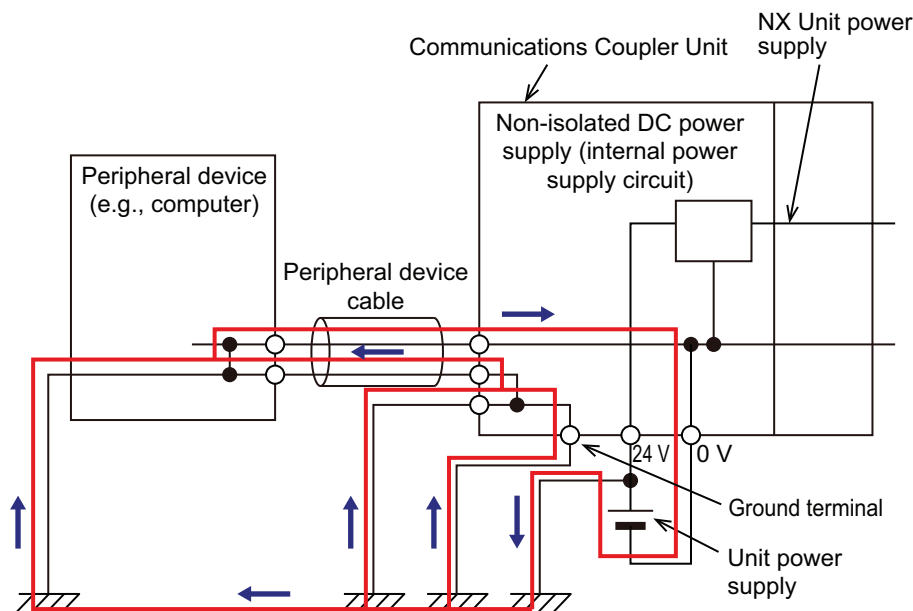 NX Unit power
supply
Communications Coupler Unit
Non-isolated DC power
supply (internal power
supply circuit)
Peripheral device
(e.g., computer)
Peripheral device
cable
24 V
0 V
Ground terminal
Unit power
supply